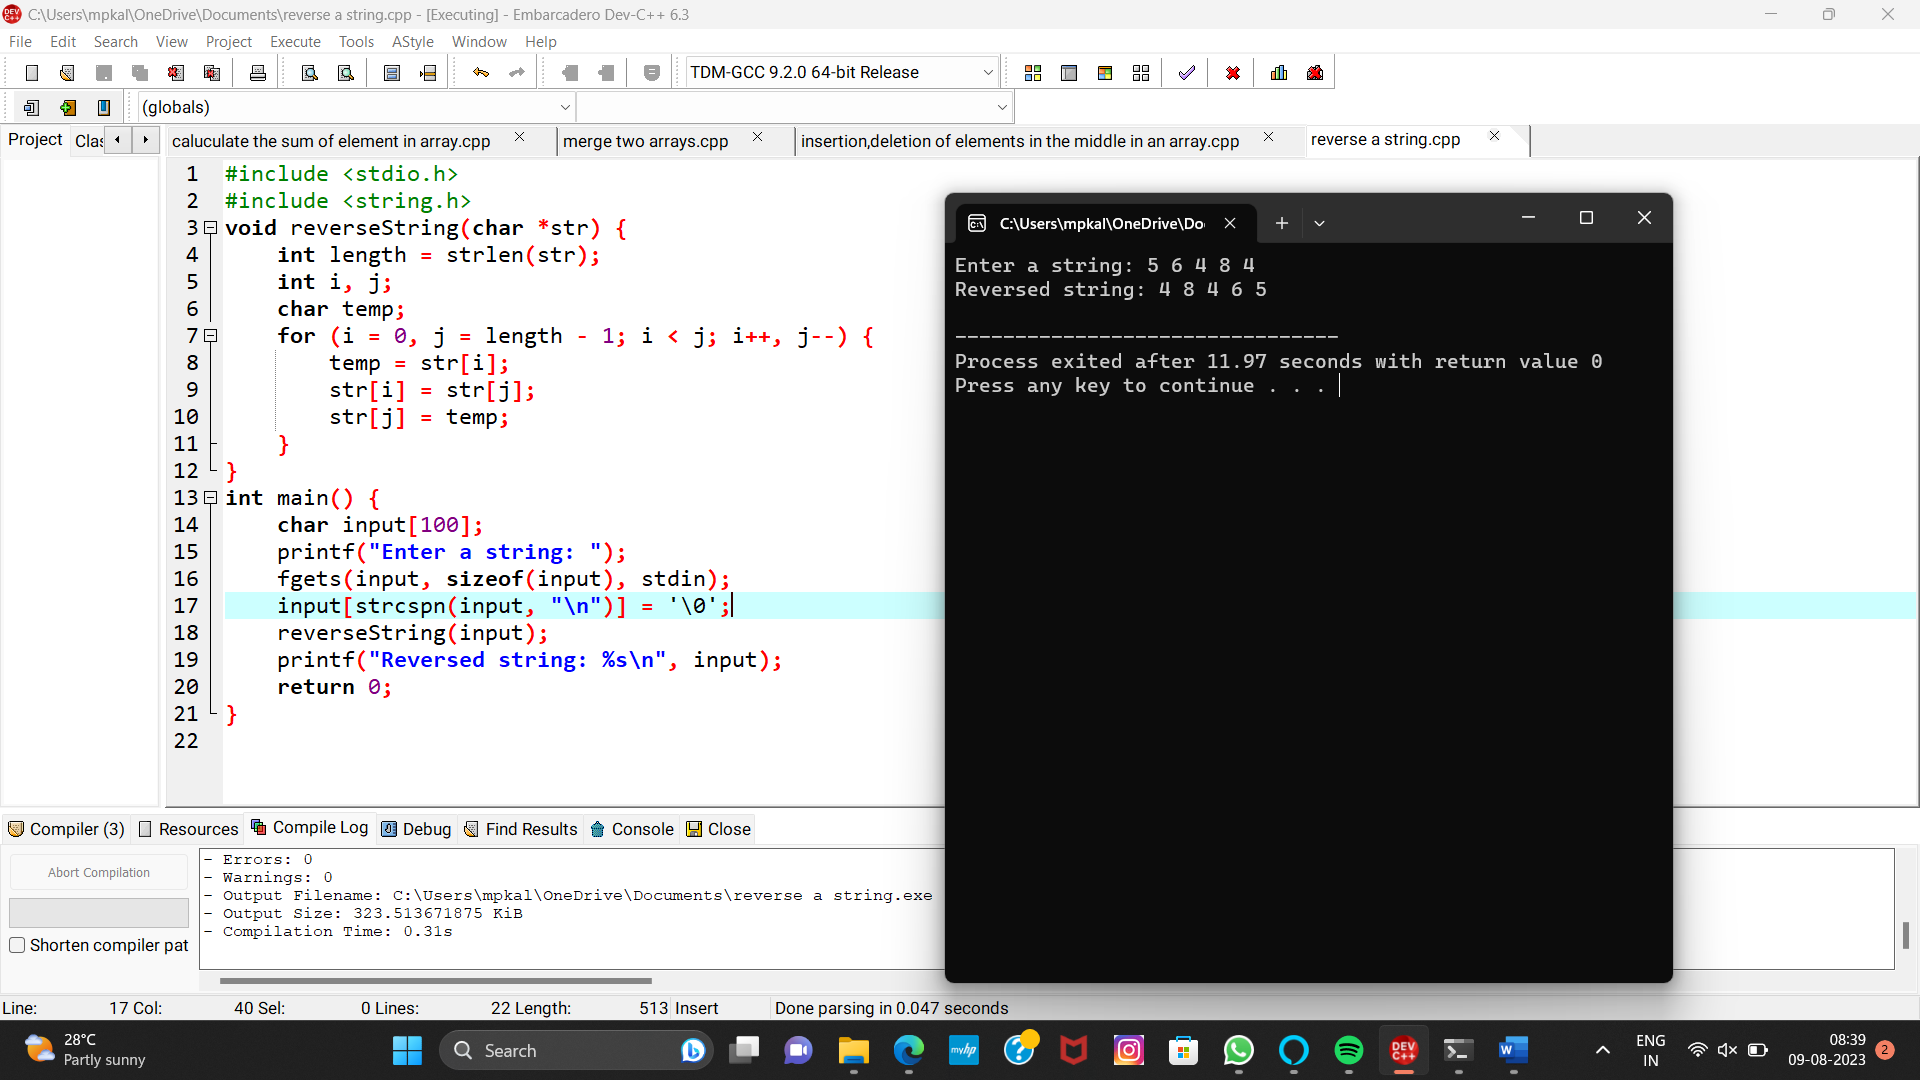 C:\Users\mpkal\OneDrive\Documents\reverse a string.cpp - [Executing] - Embarcadero Dev-C++ 6.3
File Edit Search View Project Execute Tools AStyle Window Help
TDM-GCC 9.2.0 64-bit Release
(globals)
Project Clas caluculate the sum of element in array.cpp merge two arrays.cpp insertion,deletion of elements in the middle in an array.cpp reverse a string.cpp
1 #include <stdio.h>
2 #include <string.h>
3 void reverseString(char *str) {
4 int length = strlen(str);
5 int i, j;
6 char temp;
7 for (i = 0, j = length - 1; i < j; i++, j--) {
8 temp = str[i];
9 str[i] = str[j];
10 str[j] = temp;
11 }
12 }
13 int main() {
14 char input[100];
15 printf("Enter a string: ");
16 fgets(input, sizeof(input), stdin);
17 input[strcspn(input, "\n")] = '\0';
18 reverseString(input);
19 printf("Reversed string: %s\n", input);
20 return 0;
21 }
22
C:\Users\mpkal\OneDrive\Do
Enter a string: 5 6 4 8 4
Reversed string: 4 8 4 6 5
--------------------------------
Process exited after 11.97 seconds with return value 0
Press any key to continue . . .
Compiler (3) Resources Compile Log Debug Find Results Console Close
Abort Compilation
Shorten compiler pat
- Errors: 0
- Warnings: 0
- Output Filename: C:\Users\mpkal\OneDrive\Documents\reverse a string.exe
- Output Size: 323.513671875 KiB
- Compilation Time: 0.31s
Line: 17 Col: 40 Sel: 0 Lines: 22 Length: 513 Insert Done parsing in 0.047 seconds
28°C
Partly sunny
Search
myhp
DEV C++
ENG
IN
08:39
09-08-2023
2